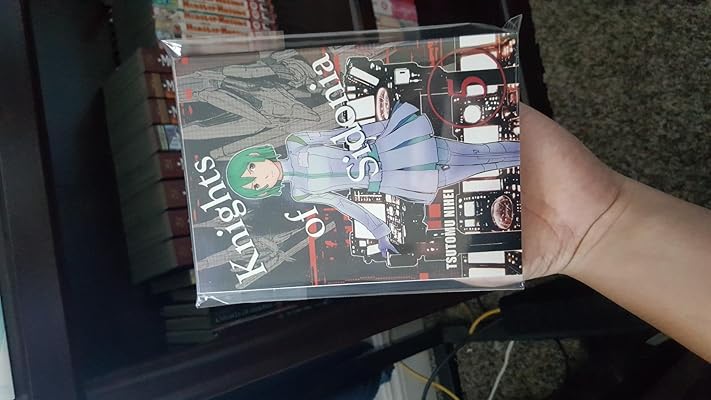 Knights
of
Sidonia
5
TSUTOMU NIHEI